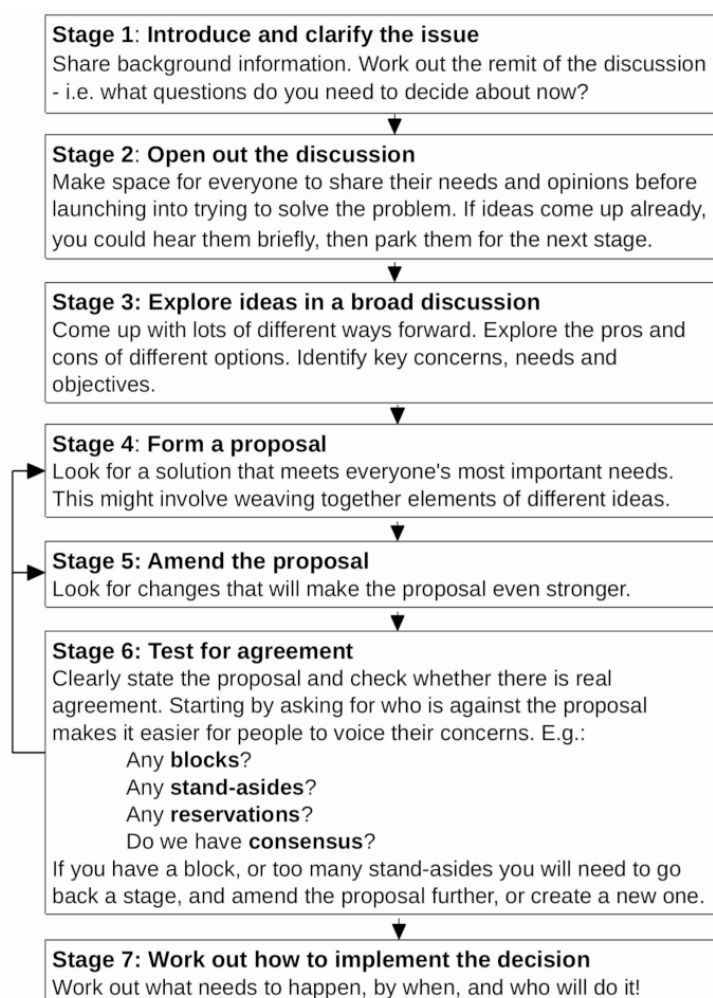 Stage 1: Introduce and clarify the issue
Share background information. Work out the remit of the discussion
- i.e. what questions do you need to decide about now?
Stage 2: Open out the discussion
Make space for everyone to share their needs and opinions before
launching into trying to solve the problem. If ideas come up already,
you could hear them briefly, then park them for the next stage.
Stage 3: Explore ideas in a broad discussion
Come up with lots of different ways forward. Explore the pros and
cons of different options. Identify key concerns, needs and
objectives.
Stage 4: Form a proposal
Look for a solution that meets everyone's most important needs.
This might involve weaving together elements of different ideas.
Stage 5: Amend the proposal
Look for changes that will make the proposal even stronger.
Stage 6: Test for agreement
Clearly state the proposal and check whether there is real
agreement. Starting by asking for who is against the proposal
makes it easier for people to voice their concerns. E.g.:
Any blocks?
Any stand-asides?
Any reservations?
Do we have consensus?
If you have a block, or too many stand-asides you will need to go
back a stage, and amend the proposal further, or create a new one.
Stage 7: Work out how to implement the decision
Work out what needs to happen, by when, and who will do it!